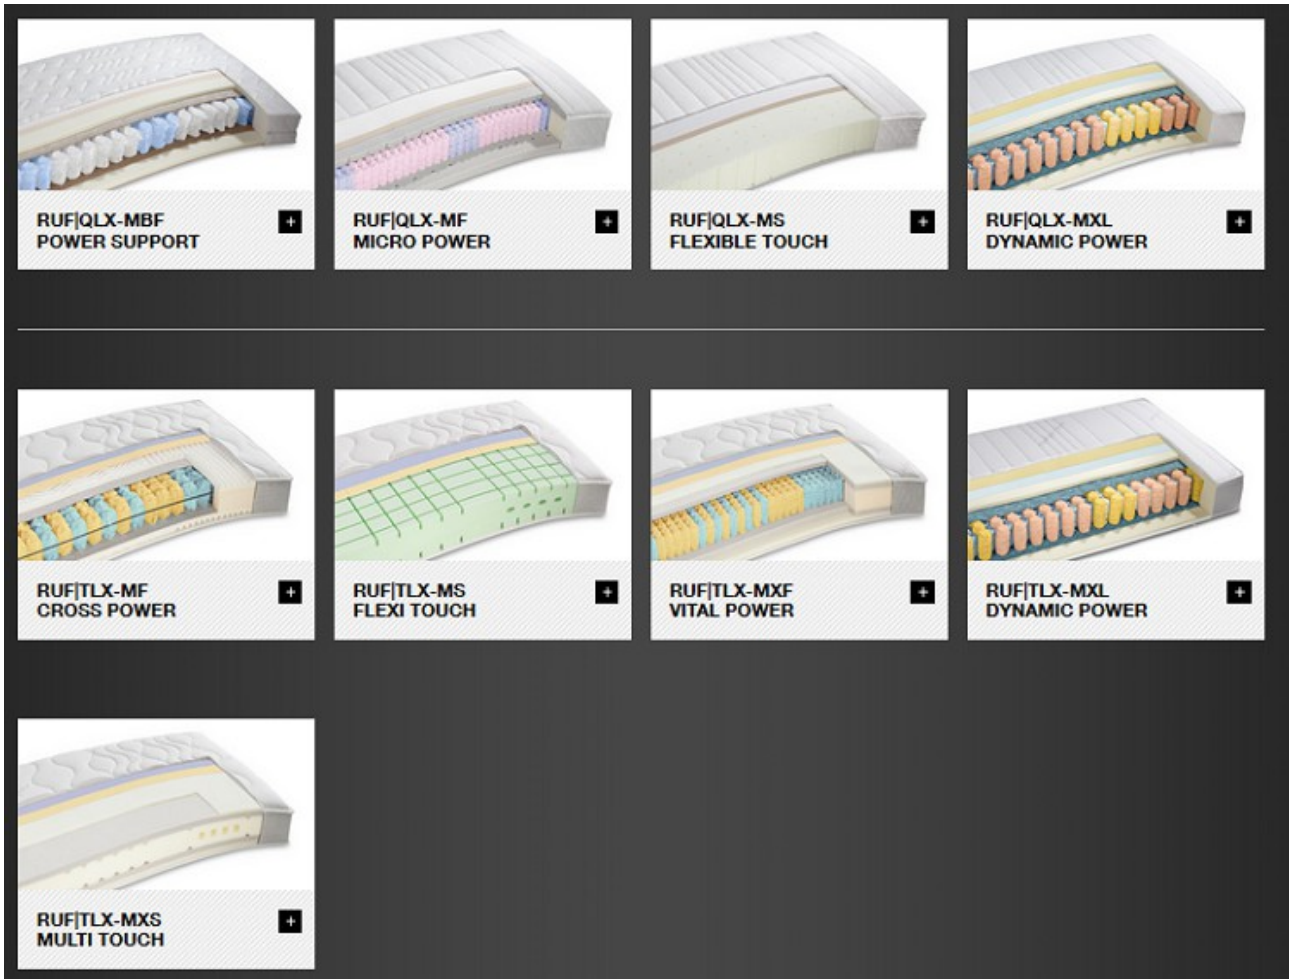 RUF|QLX-MBF
POWER SUPPORT
+
RUF|QLX-MF
MICRO POWER
+
RUF|QLX-MS
FLEXIBLE TOUCH
+
RUF|QLX-MXL
DYNAMIC POWER
+
RUF|TLX-MF
CROSS POWER
+
RUF|TLX-MS
FLEXI TOUCH
+
RUF|TLX-MXF
VITAL POWER
+
RUF|TLX-MXL
DYNAMIC POWER
+
RUF|TLX-MXS
MULTI TOUCH
+